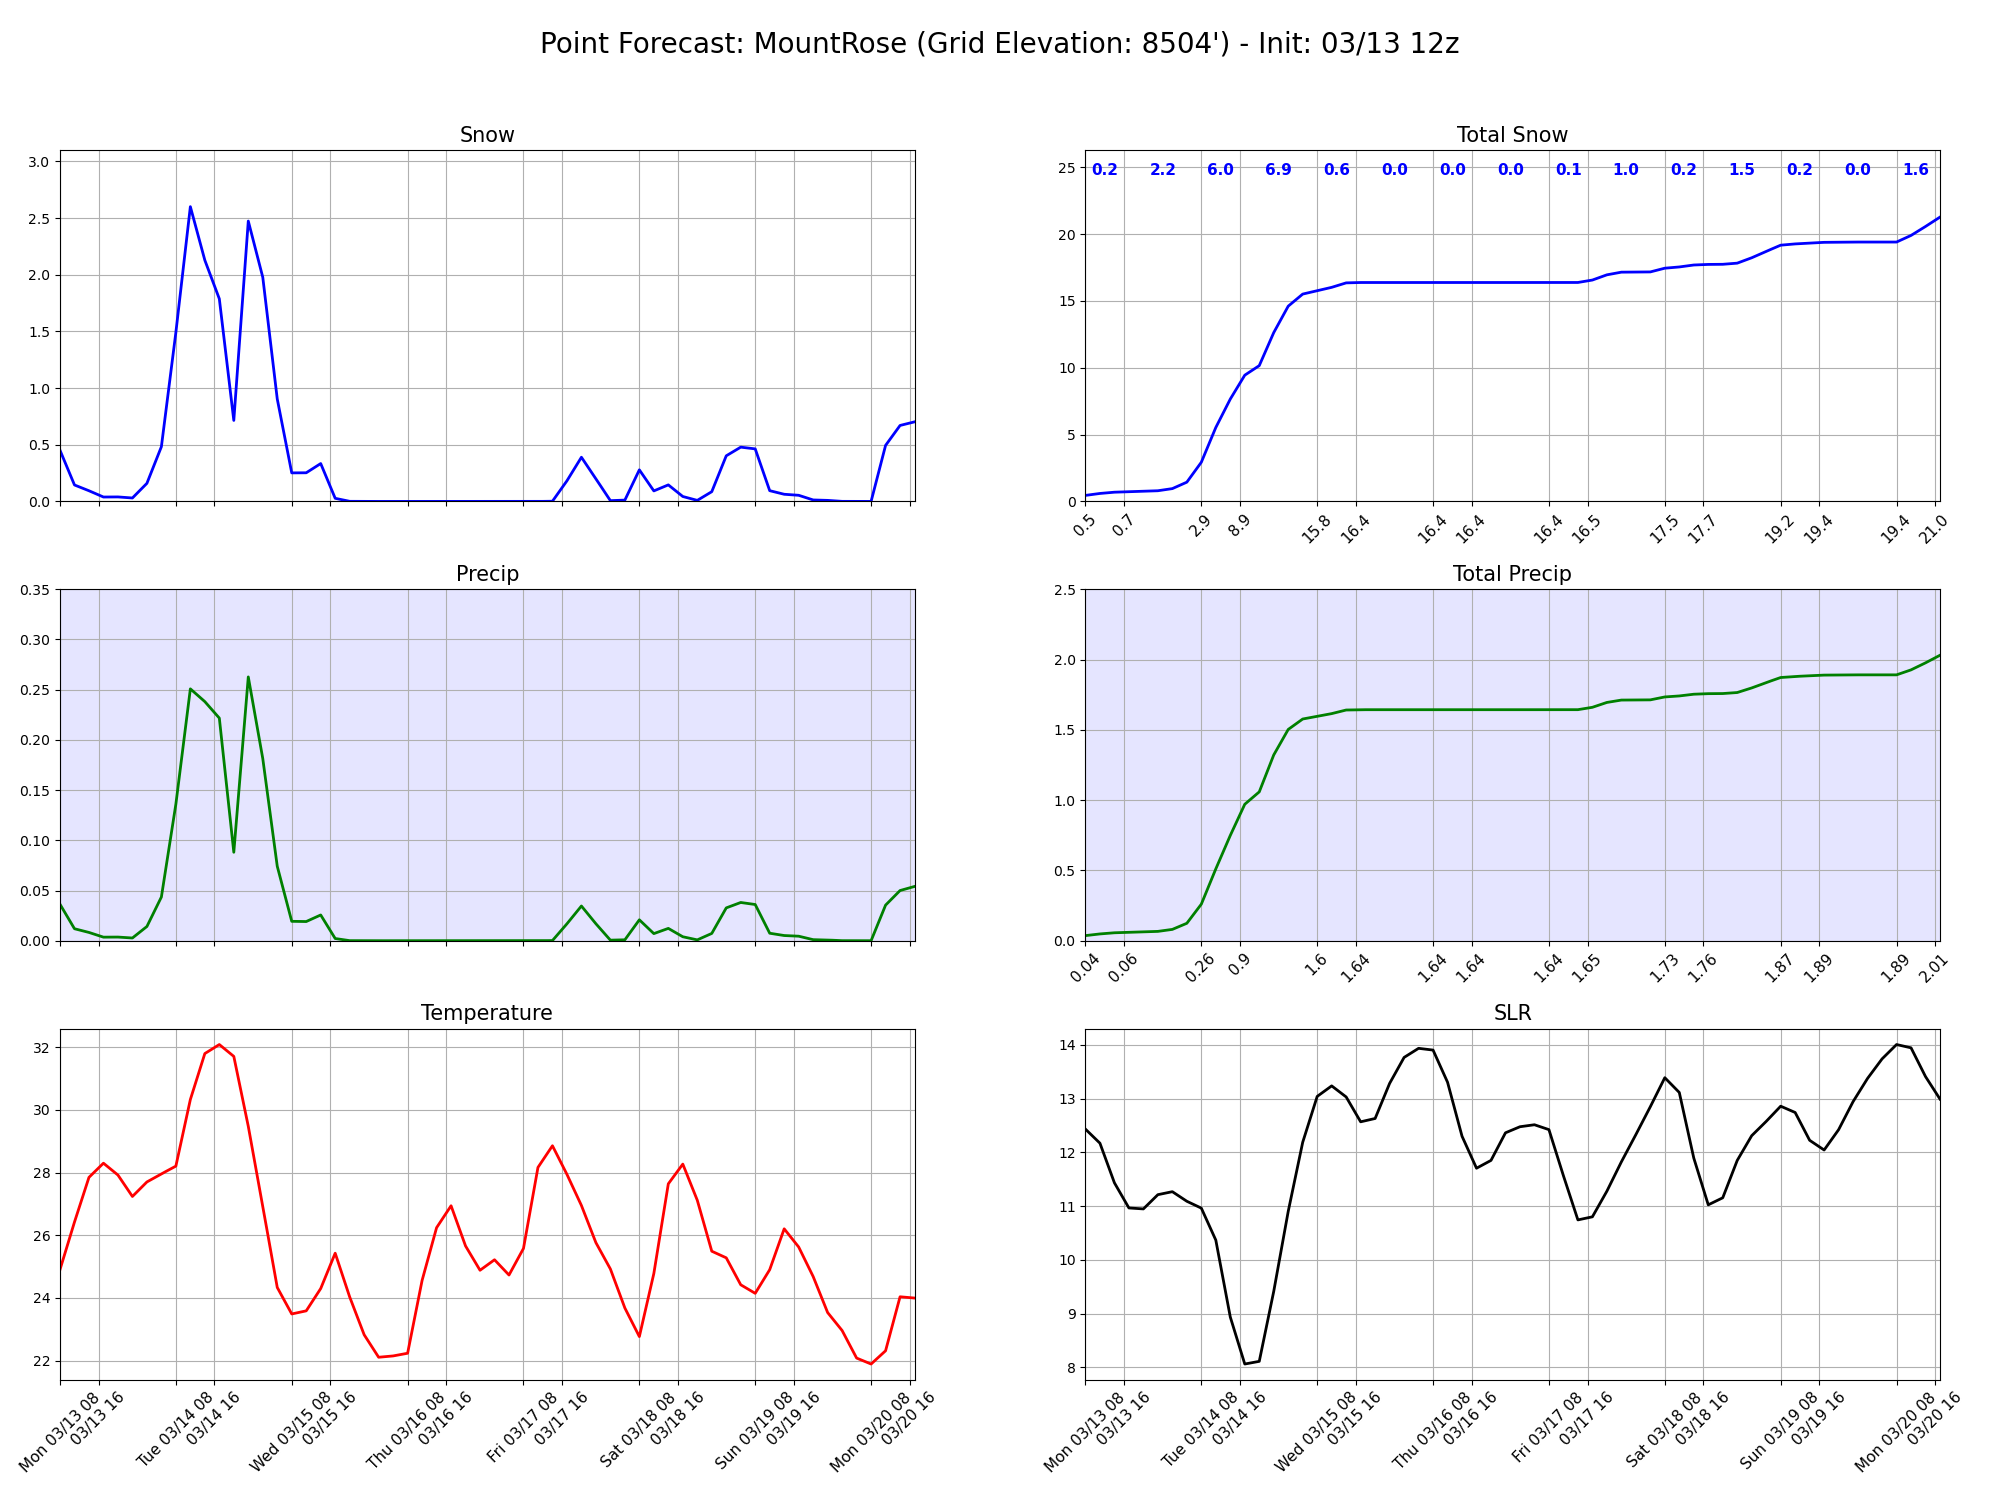 Point Forecast: MountRose (Grid Elevation: 8504') - Init: 03/13 12z
Snow
3.0
2.5
2.0
1.5
1.0
0.5
0.0
Total Snow
0.2 2.2 6.0 6.9 0.6 0.0 0.0 0.0 0.1 1.0 0.2 1.5 0.2 0.0 1.6
25
20
15
10
5
0
0.5 0.7 2.9 8.9 15.8 16.4 16.4 16.4 16.4 16.5 17.5 17.7 19.2 19.4 19.4 21.0
Precip
0.35
0.30
0.25
0.20
0.15
0.10
0.05
0.00
Total Precip
2.5
2.0
1.5
1.0
0.5
0.0
0.04 0.06 0.26 0.9 1.6 1.64 1.64 1.64 1.64 1.65 1.73 1.76 1.87 1.89 1.89 2.01
Temperature
32
30
28
26
24
22
Mon 03/13 08
03/13 16
Tue 03/14 08
03/14 16
Wed 03/15 08
03/15 16
Thu 03/16 08
03/16 16
Fri 03/17 08
03/17 16
Sat 03/18 08
03/18 16
Sun 03/19 08
03/19 16
Mon 03/20 08
03/20 16
SLR
14
13
12
11
10
9
8
Mon 03/13 08
03/13 16
Tue 03/14 08
03/14 16
Wed 03/15 08
03/15 16
Thu 03/16 08
03/16 16
Fri 03/17 08
03/17 16
Sat 03/18 08
03/18 16
Sun 03/19 08
03/19 16
Mon 03/20 08
03/20 16